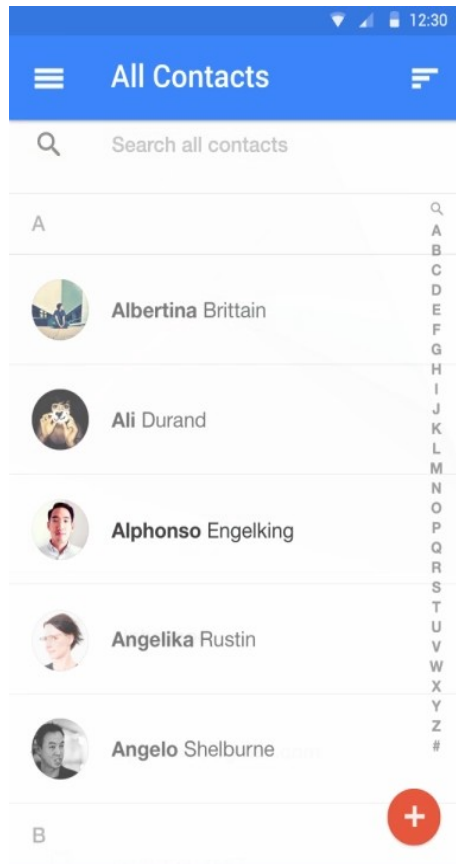 12:30
All Contacts
Search all contacts
A
Albertina Brittain
Ali Durand
Alphonso Engelking
Angelika Rustin
Angelo Shelburne
B
A
B
C
D
E
F
G
H
I
J
K
L
M
N
O
P
Q
R
S
T
U
V
W
X
Y
Z
#
+